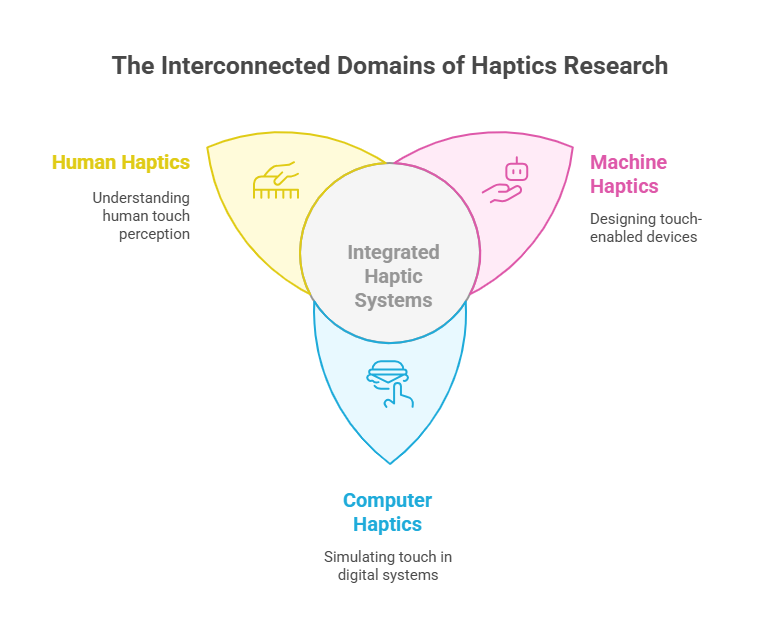 The Interconnected Domains of Haptics Research
Human Haptics
Understanding
human touch
perception
Machine
Haptics
Designing touch-
enabled devices
Integrated
Haptic
Systems
Computer
Haptics
Simulating touch in
digital systems